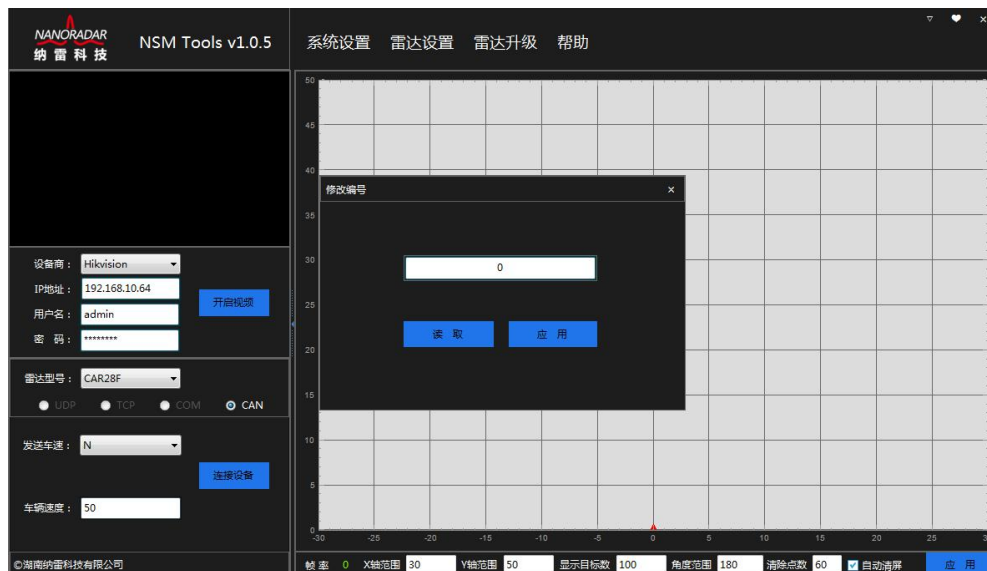 NANORADAR
纳雷科技
NSM Tools v1.0.5
系统设置 雷达设置 雷达升级 帮助
设备商： Hikvision
IP地址： 192.168.10.64
用户名： admin
密 码： ********
开启视频
雷达型号： CAR28F
UDP TCP COM CAN
发送车速： N
连接设备
车辆速度： 50
©湖南纳雷科技有限公司
50
45
40
35
30
25
20
15
10
5
0
-30 -25 -20 -15 -10 -5 0 5 10 15 20 25
修改编号 ×
0
读 取 应 用
帧 率 0 X轴范围 30 Y轴范围 50 显示目标数 100 角度范围 180 清除点数 60 自动清屏 应 用